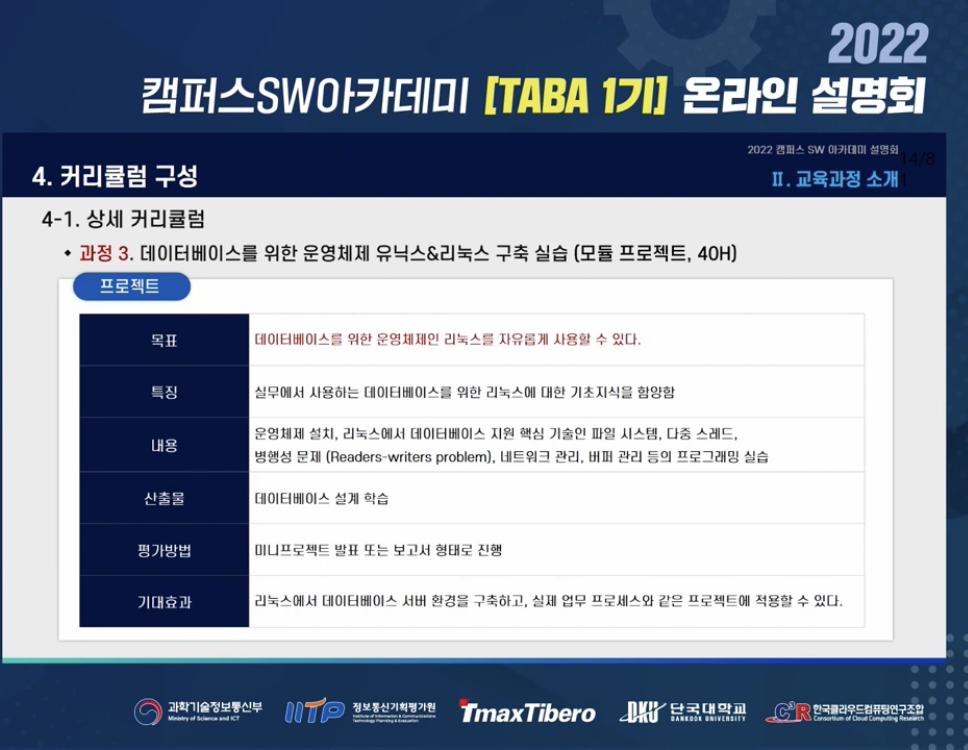 2022
캠퍼스SW아카데미 [TABA 1기] 온라인 설명회
2022 캠퍼스 SW 아카데미 설명회
14/8
4. 커리큘럼 구성
Ⅱ. 교육과정 소개
4-1. 상세 커리큘럼
• 과정 3. 데이터베이스를 위한 운영체제 유닉스&리눅스 구축 실습 (모듈 프로젝트, 40H)
프로젝트
목표 데이터베이스를 위한 운영체제인 리눅스를 자유롭게 사용할 수 있다.
특징 실무에서 사용하는 데이터베이스를 위한 리눅스에 대한 기초지식을 함양함
내용 운영체제 설치, 리눅스에서 데이터베이스 지원 핵심 기술인 파일 시스템, 다중 스레드,
병행성 문제 (Readers-writers problem), 네트워크 관리, 버퍼 관리 등의 프로그래밍 실습
산출물 데이터베이스 설계 학습
평가방법 미니프로젝트 발표 또는 보고서 형태로 진행
기대효과 리눅스에서 데이터베이스 서버 환경을 구축하고, 실제 업무 프로세스와 같은 프로젝트에 적용할 수 있다.
과학기술정보통신부
Ministry of Science and ICT
IITP 정보통신기획평가원
Institute of Information & Communications
Technology Planning & Evaluation
TmaxTibero
DKU 단국대학교
DANKOOK UNIVERSITY
C3R 한국클라우드컴퓨팅연구조합
Consortium of Cloud Computing Research